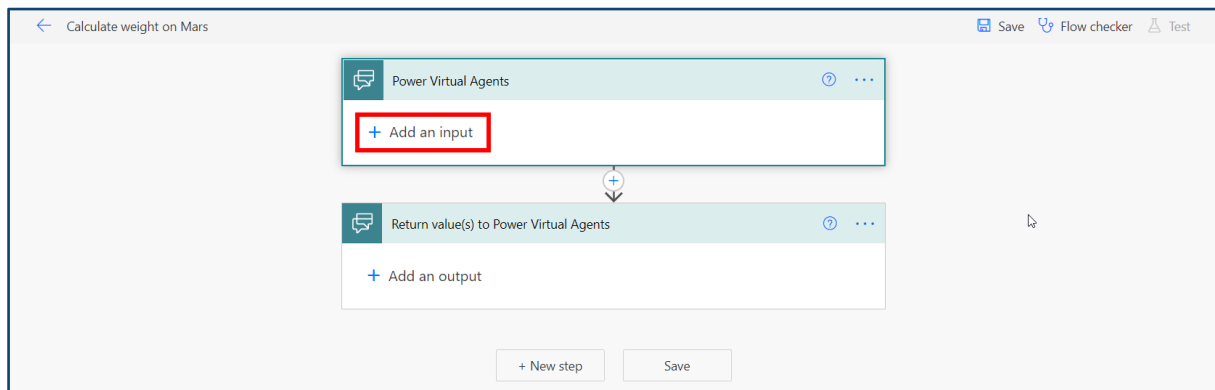 Calculate weight on Mars
Save Flow checker Test
Power Virtual Agents
+ Add an input
Return value(s) to Power Virtual Agents
+ Add an output
+ New step
Save